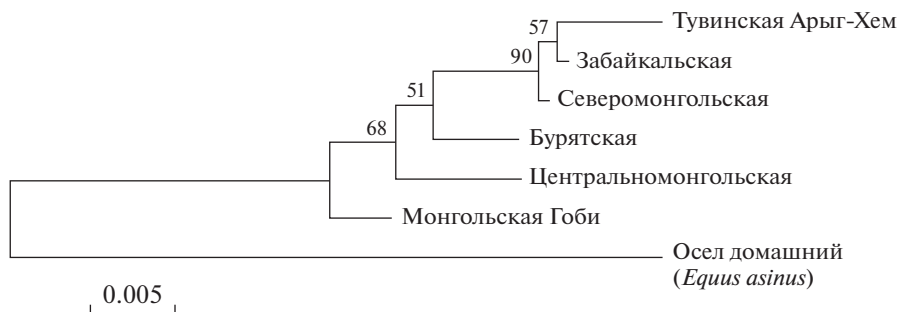 57
Тувинская Арыг-Хем
90
Забайкальская
Северомонгольская
51
Бурятская
68
Центральномонгольская
Монгольская Гоби
Осел домашний
(Equus asinus)
0.005